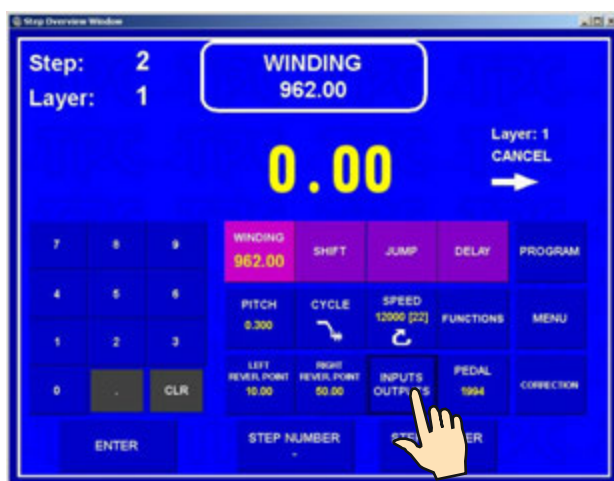 Step Overview Window
Step: 2
Layer: 1
WINDING
962.00
0.00
Layer: 1
CANCEL
7 8 9
4 5 6
1 2 3
0 . CLR
ENTER
WINDING
962.00
SHIFT
JUMP
DELAY
PROGRAM
PITCH
0.300
CYCLE
SPEED
12000 [22]
FUNCTIONS
MENU
LEFT
REVER. POINT
10.00
RIGHT
REVER. POINT
50.00
INPUTS
PEDAL
1994
CORRECTION
STEP NUMBER
-